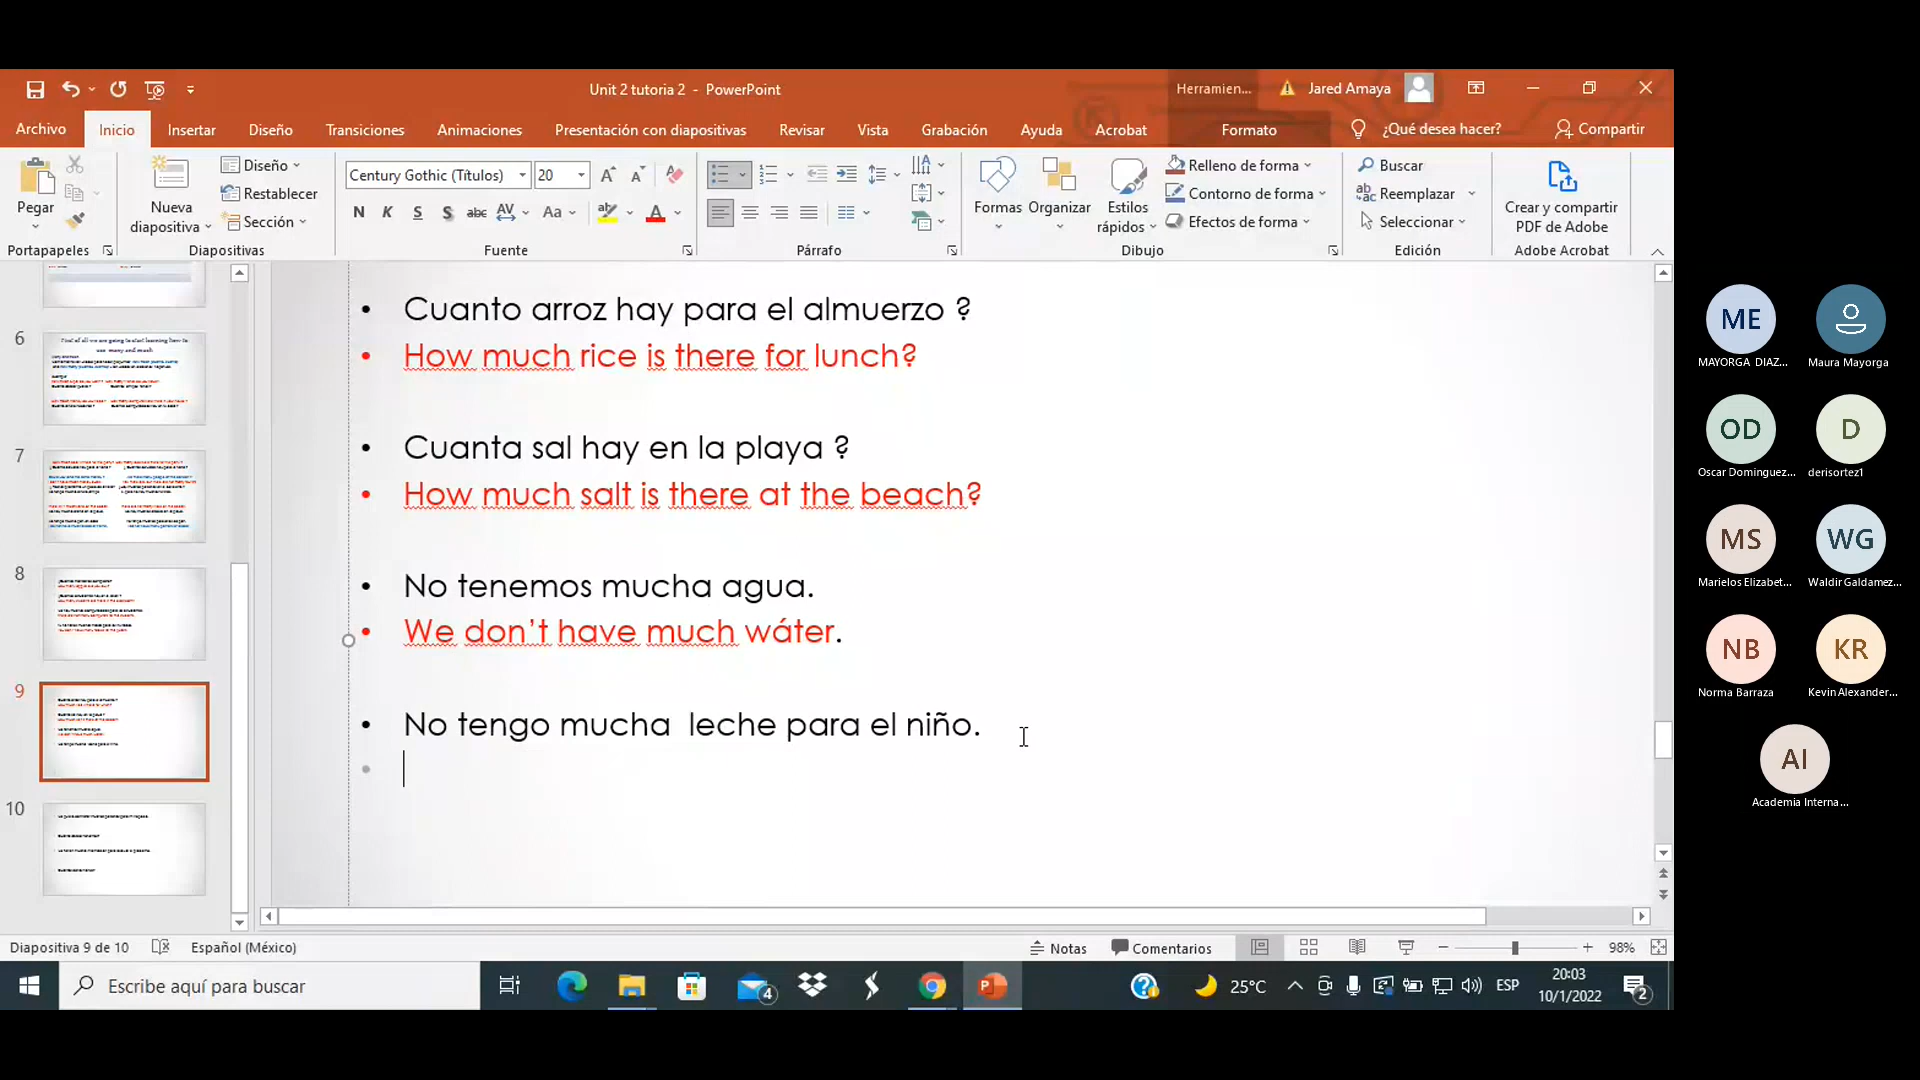 Unit 2 tutoria 2 - PowerPoint
Herramien...
Jared Amaya
Archivo Inicio Insertar Diseño Transiciones Animaciones Presentación con diapositivas Revisar Vista Grabación Ayuda Acrobat Formato ¿Qué desea hacer? Compartir
Pegar
Nueva diapositiva
Diseño
Restablecer
Sección
Century Gothic (Títulos) 20
N K S S abc AV Aa A
Formas Organizar Estilos rápidos
Relleno de forma
Contorno de forma
Efectos de forma
Buscar
Reemplazar
Seleccionar
Crear y compartir PDF de Adobe
Portapapeles Diapositivas Fuente Párrafo Dibujo Edición Adobe Acrobat
6
7
8
9
10
• Cuanto arroz hay para el almuerzo ?
• How much rice is there for lunch?
• Cuanta sal hay en la playa ?
• How much salt is there at the beach?
• No tenemos mucha agua.
• We don't have much wáter.
• No tengo mucha leche para el niño.
ME
MAYORGA DIAZ...
Maura Mayorga
OD
Oscar Dominguez...
D
derisortez1
MS
Marielos Elizabet...
WG
Waldir Galdamez...
NB
Norma Barraza
KR
Kevin Alexander...
AI
Academia Interna...
Diapositiva 9 de 10 Español (México) Notas Comentarios 98%
Escribe aquí para buscar
4
25°C
ESP
20:03
10/1/2022
2